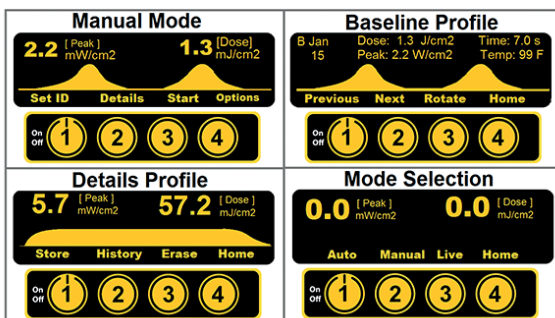 Manual Mode
2.2 [ Peak ] mW/cm2 1.3 [Dose] mJ/cm2
Set ID Details Start Options
On Off 1 2 3 4
Baseline Profile
B Jan Dose: 1.3 J/cm2 Time: 7.0 s
15 Peak: 2.2 W/cm2 Temp: 99 F
Previous Next Rotate Home
On Off 1 2 3 4
Details Profile
5.7 [ Peak ] mW/cm2 57.2 [ Dose ] mJ/cm2
Store History Erase Home
On Off 1 2 3 4
Mode Selection
0.0 [ Peak ] mW/cm2 0.0 [ Dose ] mJ/cm2
Auto Manual Live Home
On Off 1 2 3 4